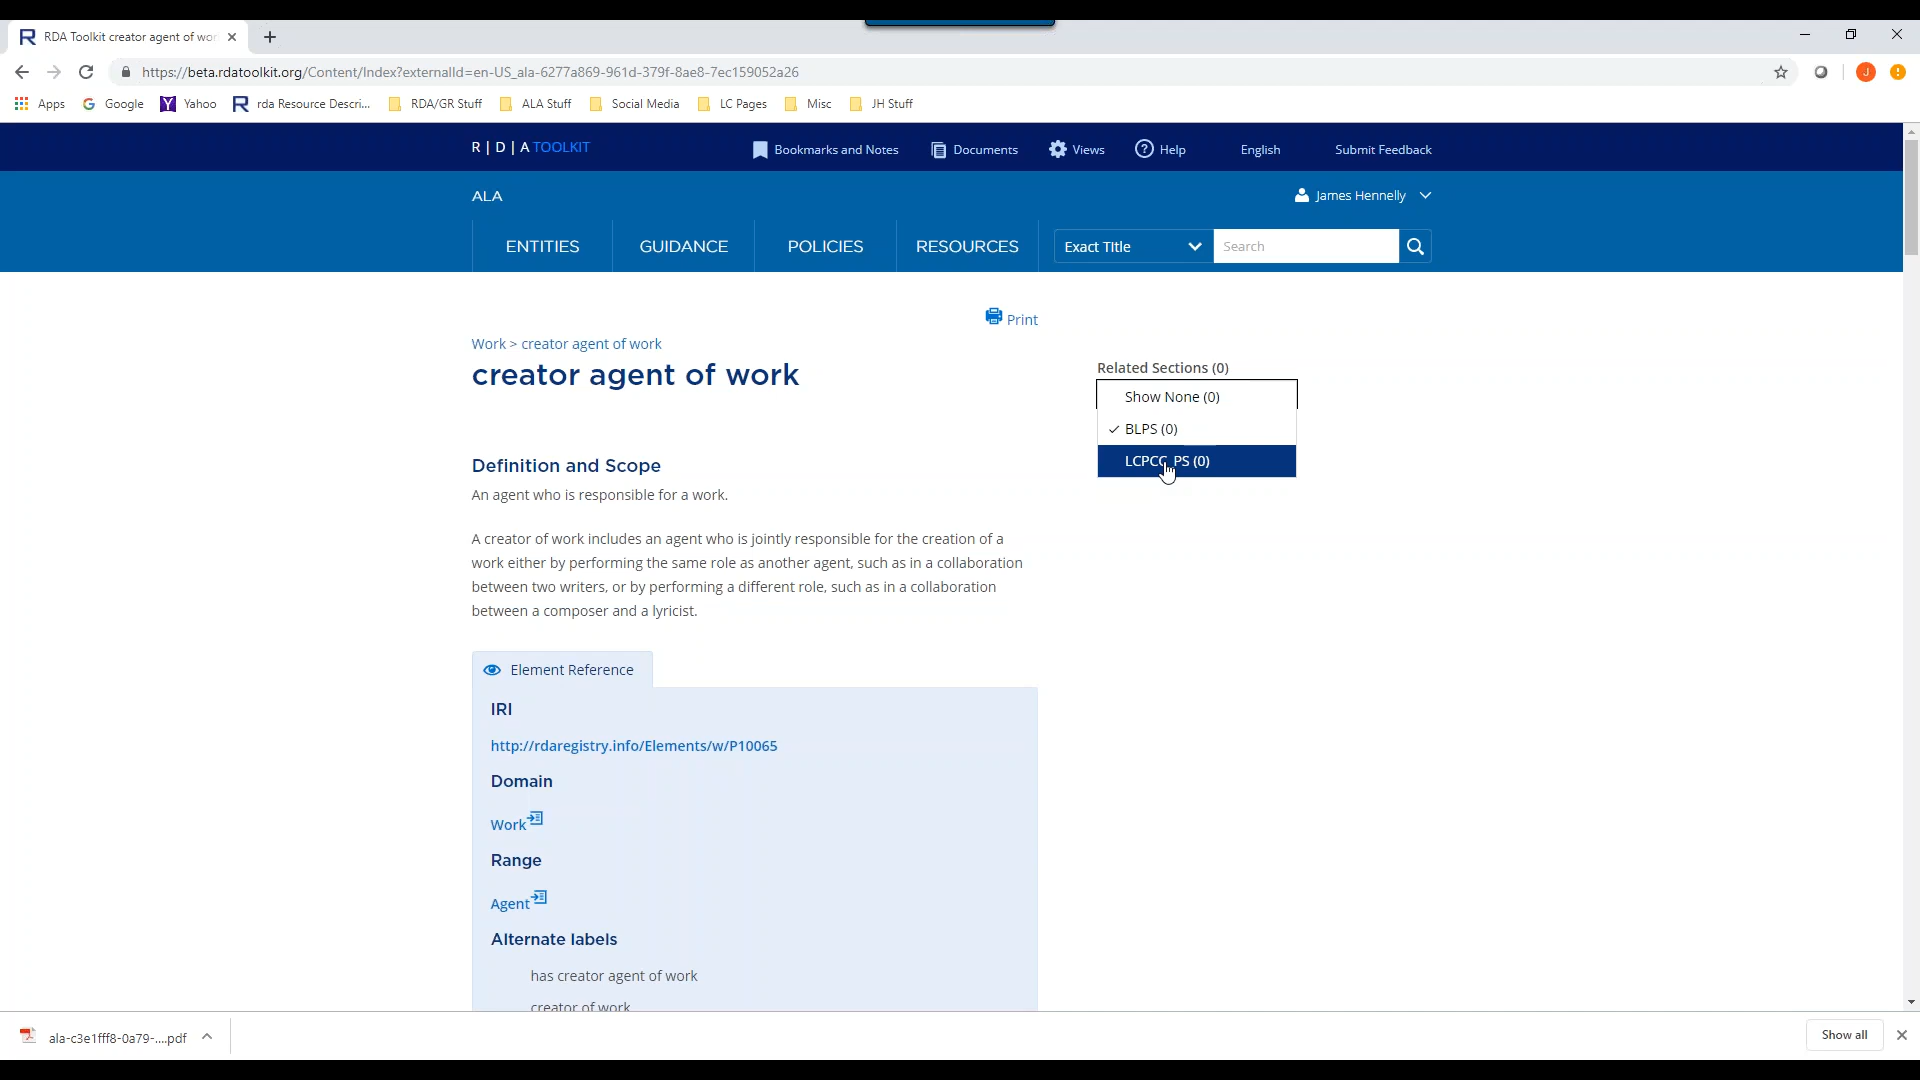 RDA Toolkit creator agent of wor
https://beta.rdatoolkit.org/Content/Index?externalId=en-US_ala-6277a869-961d-379f-8ae8-7ec159052a26
J
Apps Google Yahoo rda Resource Descri... RDA/GR Stuff ALA Stuff Social Media LC Pages Misc JH Stuff
R | D | A TOOLKIT Bookmarks and Notes Documents Views Help English Submit Feedback
ALA James Hennelly
ENTITIES GUIDANCE POLICIES RESOURCES Exact Title Search
Print
Work > creator agent of work
creator agent of work
Related Sections (0)
Show None (0)
BLPS (0)
LCPCC PS (0)
Definition and Scope
An agent who is responsible for a work.
A creator of work includes an agent who is jointly responsible for the creation of a
work either by performing the same role as another agent, such as in a collaboration
between two writers, or by performing a different role, such as in a collaboration
between a composer and a lyricist.
Element Reference
IRI
http://rdaregistry.info/Elements/w/P10065
Domain
Work
Range
Agent
Alternate labels
has creator agent of work
creator of work
ala-c3e1fff8-0a79-....pdf Show all